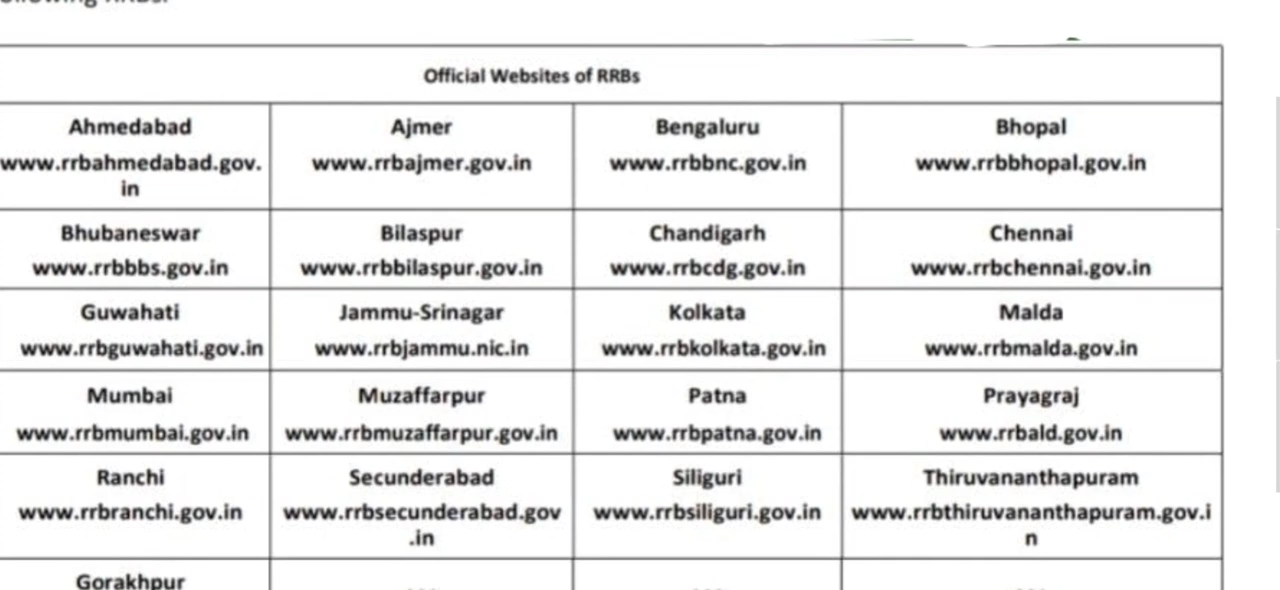 Official Websites of RRBs
Ahmedabad
www.rrbahmedabad.gov.
in
Ajmer
www.rrbajmer.gov.in
Bengaluru
www.rrbbnc.gov.in
Bhopal
www.rrbbhopal.gov.in
Bhubaneswar
www.rrbbbs.gov.in
Bilaspur
www.rrbbilaspur.gov.in
Chandigarh
www.rrbcdg.gov.in
Chennai
www.rrbchennai.gov.in
Guwahati
www.rrbguwahati.gov.in
Jammu-Srinagar
www.rrbjammu.nic.in
Kolkata
www.rrbkolkata.gov.in
Malda
www.rrbmalda.gov.in
Mumbai
www.rrbmumbai.gov.in
Muzaffarpur
www.rrbmuzaffarpur.gov.in
Patna
www.rrbpatna.gov.in
Prayagraj
www.rrbald.gov.in
Ranchi
www.rrbranchi.gov.in
Secunderabad
www.rrbsecunderabad.gov
.in
Siliguri
www.rrbsiliguri.gov.in
Thiruvananthapuram
www.rrbthiruvananthapuram.gov.i
n
Gorakhpur